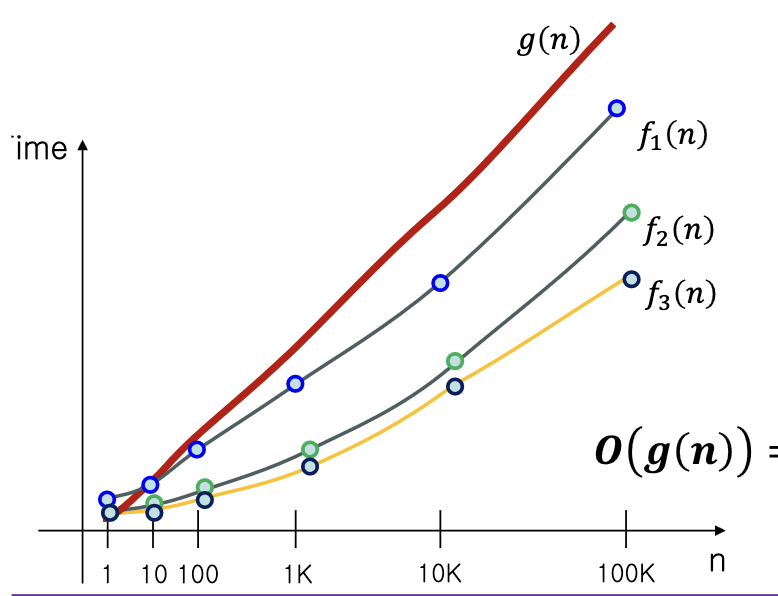 g(n)
ime
f₁(n)
f₂(n)
f₃(n)
O(g(n)) =
1 10 100 1K 10K 100K
n